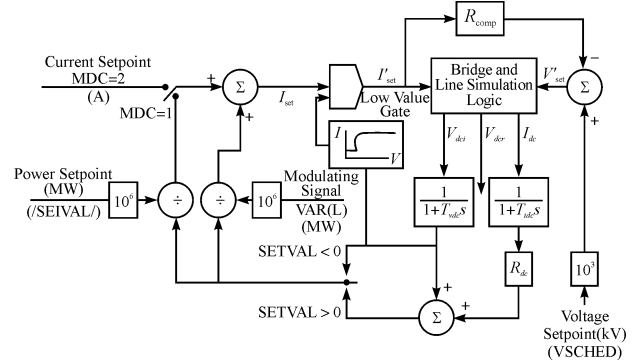 R_comp
Current Setpoint
MDC=2
(A)
MDC=1
+
Σ
+
I_set
I'_set
Low Value
Gate
Bridge and
Line Simulation
Logic
V'_set
−
Σ
+
I
V
V_dci
V_dcr
I_dc
Power Setpoint
(MW)
(/SEIVAL/)
10^6
÷
÷
10^6
Modulating
Signal
VAR(L)
(MW)
1
1+T_vdc s
1
1+T_idc s
SETVAL < 0
R_dc
10^3
SETVAL > 0
+
Σ
+
Voltage
Setpoint(kV)
(VSCHED)